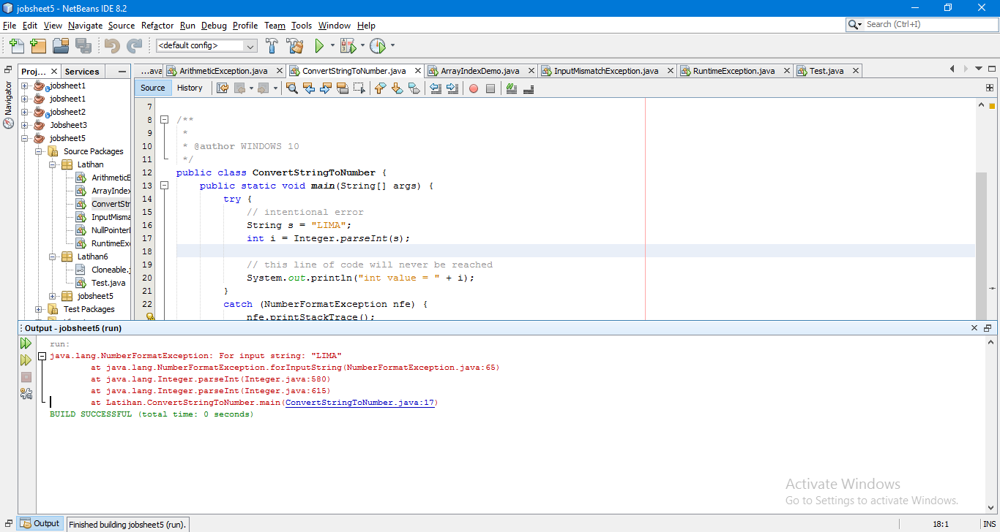 jobsheet5 - NetBeans IDE 8.2
File Edit View Navigate Source Refactor Run Debug Profile Team Tools Window Help
Search (Ctrl+I)
<default config>
Proj... Services
...ava ArithmeticException.java ConvertStringToNumber.java ArrayIndexDemo.java InputMismatchException.java RuntimeException.java Test.java
Source History
Navigator
jobsheet1
jobsheet1
jobsheet2
Jobsheet3
jobsheet5
Source Packages
Latihan
ArithmeticE
ArrayIndex
ConvertStr
InputMisma
NullPointerI
RuntimeExc
Latihan6
Cloneable.j
Test.java
jobsheet5
Test Packages
7
8 /**
9 *
10 * @author WINDOWS 10
11 */
12 public class ConvertStringToNumber {
13 public static void main(String[] args) {
14 try {
15 // intentional error
16 String s = "LIMA";
17 int i = Integer.parseInt(s);
18
19 // this line of code will never be reached
20 System.out.println("int value = " + i);
21 }
22 catch (NumberFormatException nfe) {
nfe.printStackTrace();
Output - jobsheet5 (run)
run:
java.lang.NumberFormatException: For input string: "LIMA"
at java.lang.NumberFormatException.forInputString(NumberFormatException.java:65)
at java.lang.Integer.parseInt(Integer.java:580)
at java.lang.Integer.parseInt(Integer.java:615)
at Latihan.ConvertStringToNumber.main(ConvertStringToNumber.java:17)
BUILD SUCCESSFUL (total time: 0 seconds)
Activate Windows
Go to Settings to activate Windows.
Output
Finished building jobsheet5 (run).
18:1
INS